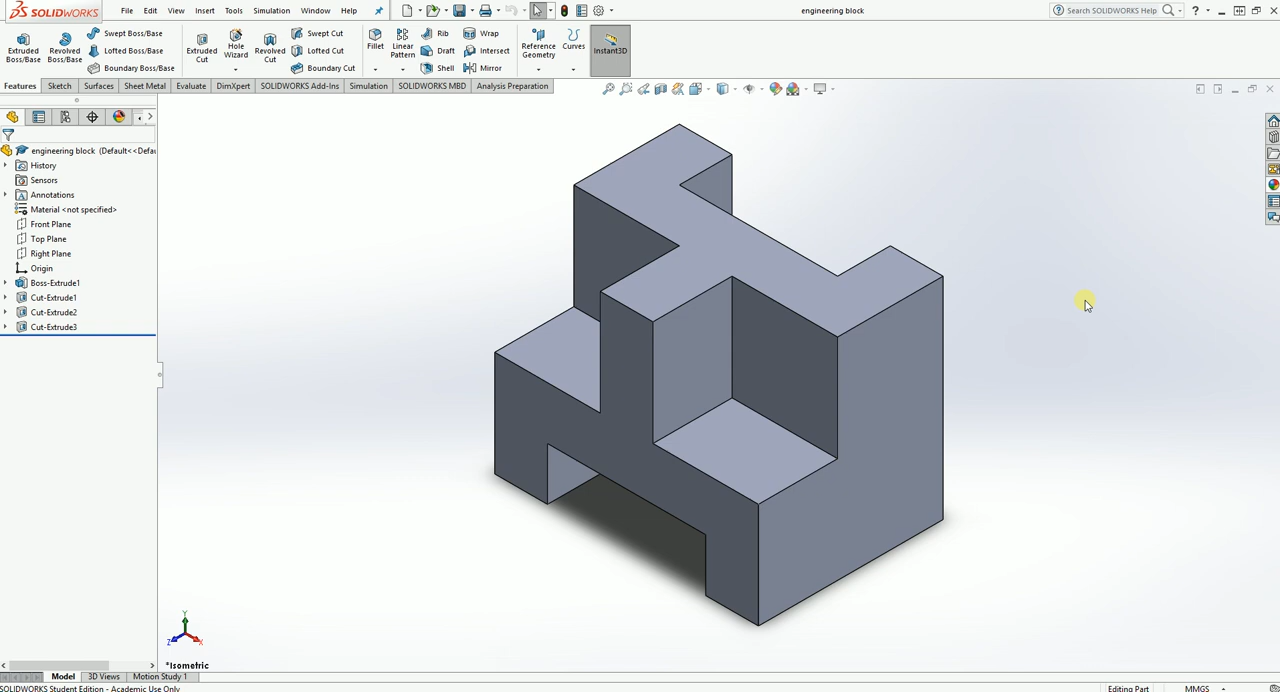 SOLIDWORKS File Edit View Insert Tools Simulation Window Help engineering block Search SOLIDWORKS Help
Extruded Boss/Base
Revolved Boss/Base
Swept Boss/Base
Lofted Boss/Base
Boundary Boss/Base
Extruded Cut
Hole Wizard
Revolved Cut
Swept Cut
Lofted Cut
Boundary Cut
Fillet
Linear Pattern
Rib
Draft
Shell
Wrap
Intersect
Mirror
Reference Geometry
Curves
Instant3D
Features Sketch Surfaces Sheet Metal Evaluate DimXpert SOLIDWORKS Add-Ins Simulation SOLIDWORKS MBD Analysis Preparation
engineering block (Default<<Defau
History
Sensors
Annotations
Material <not specified>
Front Plane
Top Plane
Right Plane
Origin
Boss-Extrude1
Cut-Extrude1
Cut-Extrude2
Cut-Extrude3
Y
Z X
*Isometric
Model 3D Views Motion Study 1
SOLIDWORKS Student Edition - Academic Use Only Editing Part MMGS